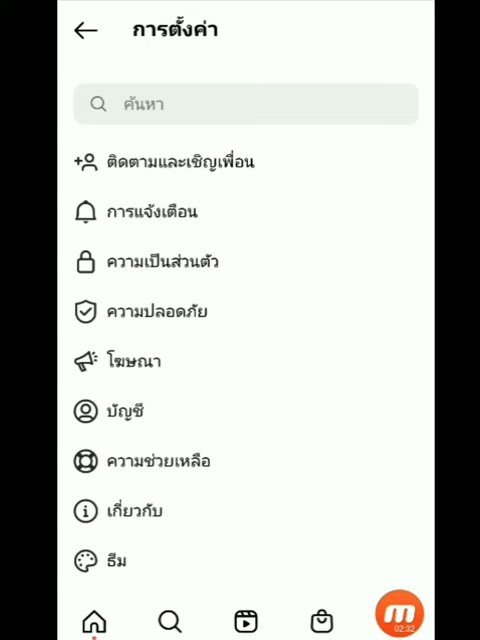 การตั้งค่า
ค้นหา
ติดตามและเชิญเพื่อน
การแจ้งเตือน
ความเป็นส่วนตัว
ความปลอดภัย
โฆษณา
บัญชี
ความช่วยเหลือ
เกี่ยวกับ
ธีม
02:32